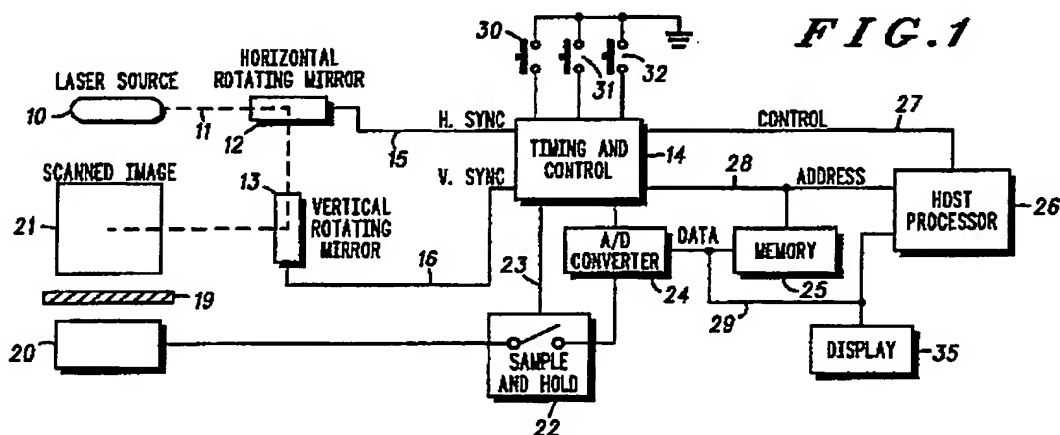 FIG.1
30
31
32
LASER SOURCE
10
11
HORIZONTAL
ROTATING MIRROR
12
15
H. SYNC
V. SYNC
TIMING AND
CONTROL
14
CONTROL
27
28
ADDRESS
HOST
PROCESSOR
26
SCANNED IMAGE
21
13
VERTICAL
ROTATING
MIRROR
16
23
A/D
CONVERTER
24
DATA
MEMORY
25
29
19
20
SAMPLE
AND HOLD
22
DISPLAY
35